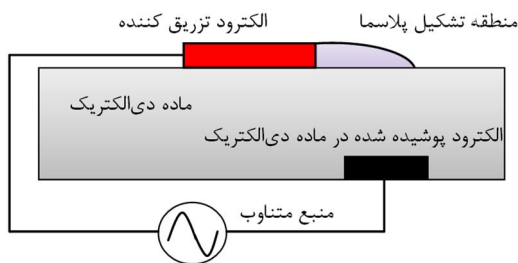 منطقه تشکیل پلاسما
الکترود تزریق کننده
ماده دی‌الکتریک
الکترود پوشیده شده در ماده دی‌الکتریک
منبع متناوب